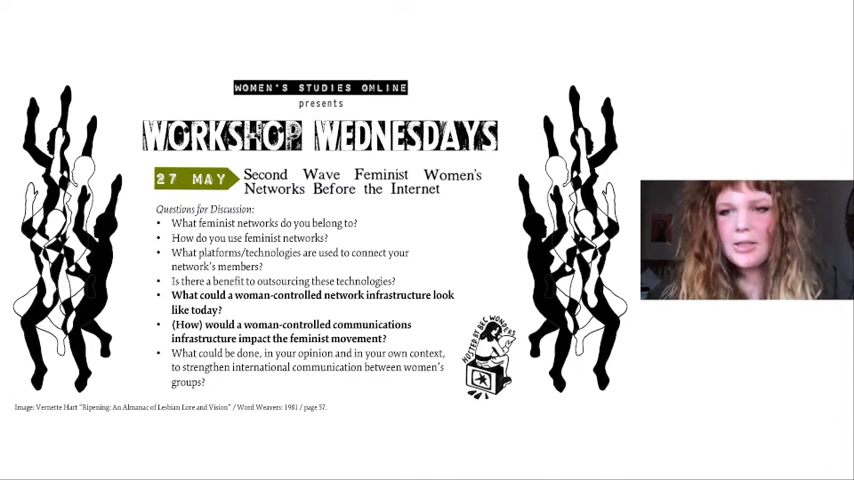 WOMEN'S STUDIES ONLINE
presents
WORKSHOP WEDNESDAYS
27 MAY
Second Wave Feminist Women's
Networks Before the Internet
Questions for Discussion:
• What feminist networks do you belong to?
• How do you use feminist networks?
• What platforms/technologies are used to connect your
network's members?
• Is there a benefit to outsourcing these technologies?
• What could a woman-controlled network infrastructure look
like today?
• (How) would a woman-controlled communications
infrastructure impact the feminist movement?
• What could be done, in your opinion and in your own context,
to strengthen international communication between women's
groups?
HOSTED BY BEC WONDERS
Image: Vernette Hart "Ripening: An Almanac of Lesbian Lore and Vision" / Word Weavers: 1981 / page 57.